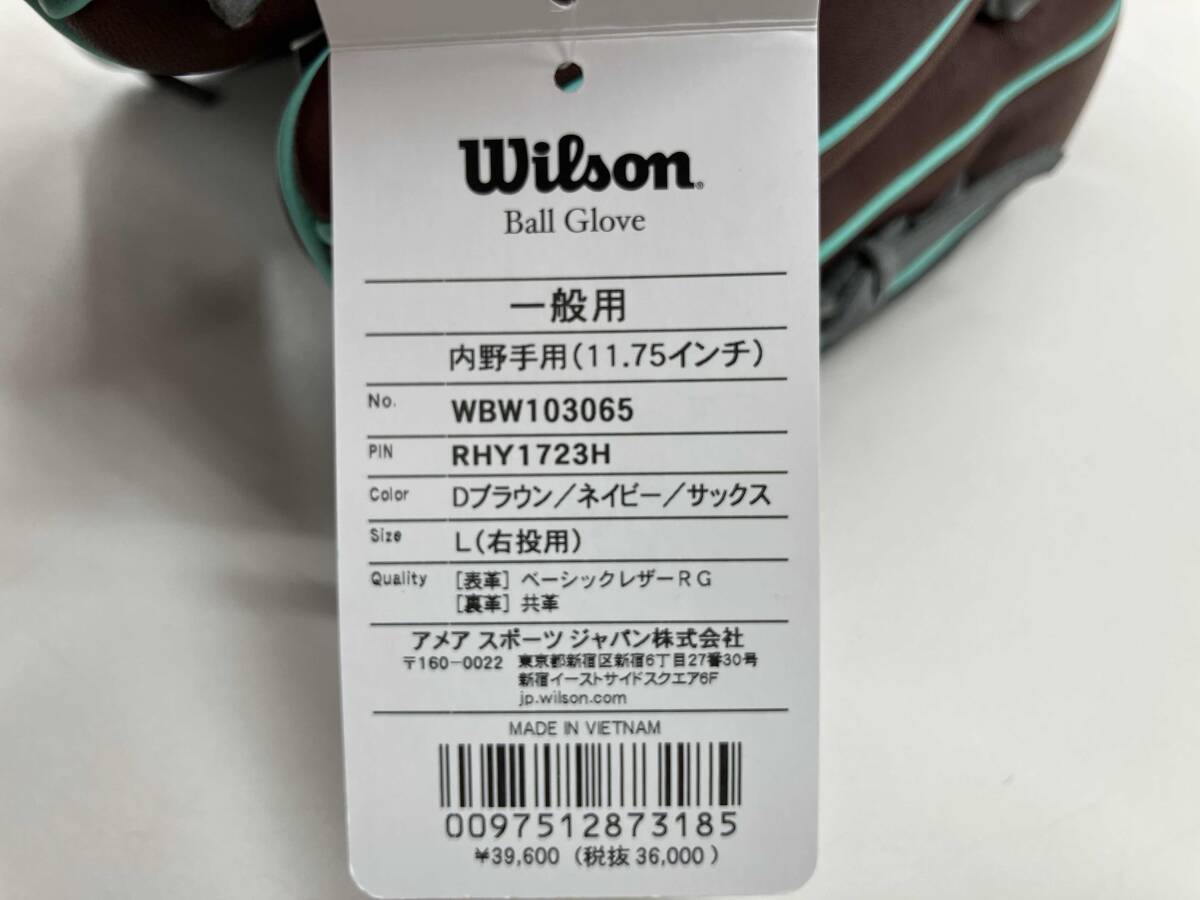 Wilson
Ball Glove
一般用
内野手用(11.75インチ)
No. WBW103065
PIN RHY1723H
Color Dブラウン/ネイビー/サックス
Size L(右投用)
Quality [表革] ベーシックレザーRG
[裏革] 共革
アメア スポーツ ジャパン株式会社
〒160-0022 東京都新宿区新宿6丁目27番30号
新宿イーストサイドスクエア6F
jp.wilson.com
MADE IN VIETNAM
0097512873185
¥39,600 (税抜 36,000)